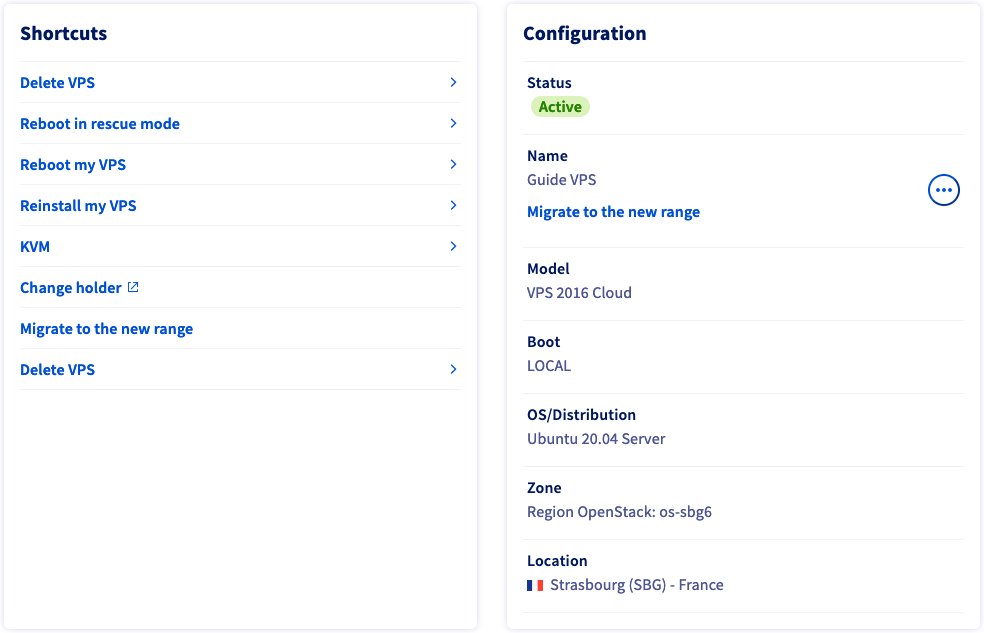 Shortcuts
Delete VPS
Reboot in rescue mode
Reboot my VPS
Reinstall my VPS
KVM
Change holder
Migrate to the new range
Delete VPS
Configuration
Status
Active
Name
Guide VPS
Migrate to the new range
Model
VPS 2016 Cloud
Boot
LOCAL
OS/Distribution
Ubuntu 20.04 Server
Zone
Region OpenStack: os-sbg6
Location
Strasbourg (SBG) - France